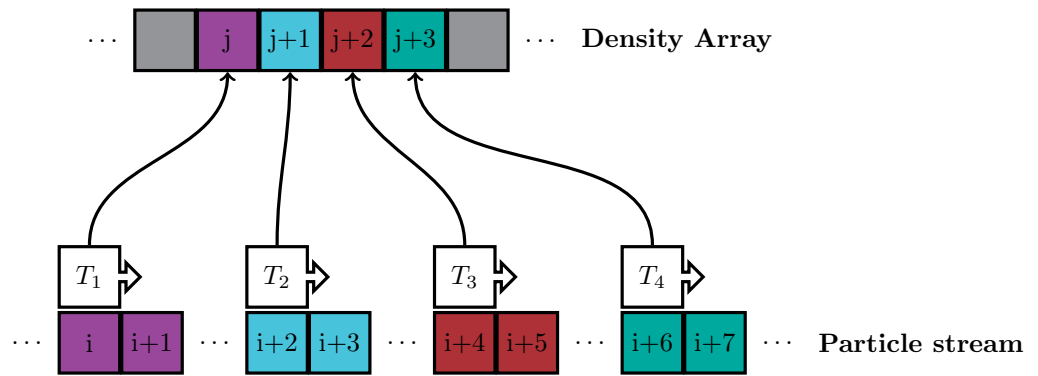 ··· j j+1 j+2 j+3 ··· Density Array
T1 T2 T3 T4
··· i i+1 ··· i+2 i+3 ··· i+4 i+5 ··· i+6 i+7 ··· Particle stream